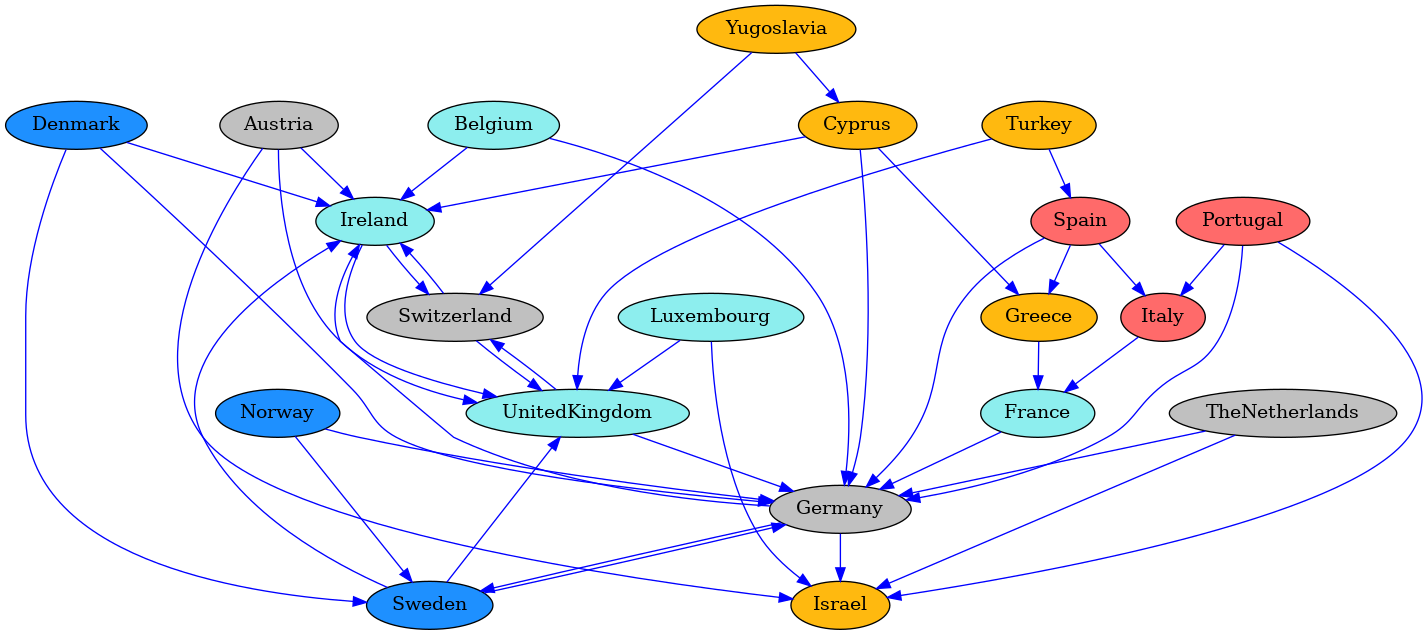 Yugoslavia
Denmark
Austria
Belgium
Cyprus
Turkey
Ireland
Spain
Portugal
Switzerland
Luxembourg
Greece
Italy
Norway
UnitedKingdom
France
TheNetherlands
Germany
Sweden
Israel